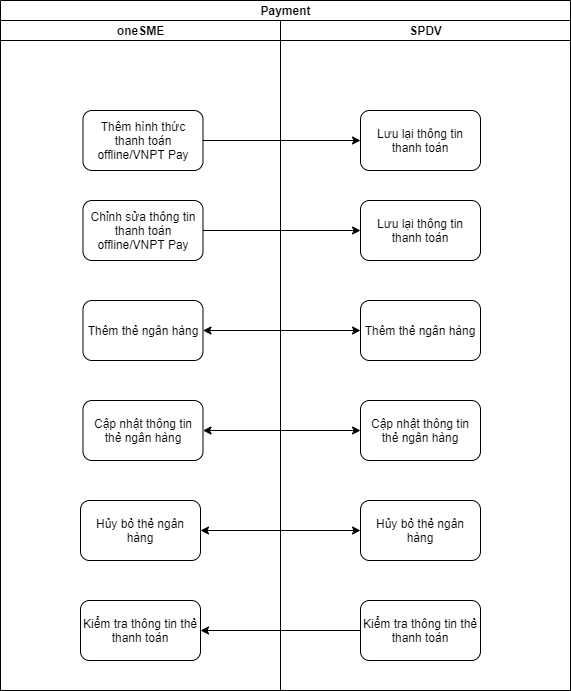 Payment
oneSME
SPDV
Thêm hình thức
thanh toán
offline/VNPT Pay
Lưu lại thông tin
thanh toán
Chỉnh sửa thông tin
thanh toán
offline/VNPT Pay
Lưu lại thông tin
thanh toán
Thêm thẻ ngân hàng
Thêm thẻ ngân hàng
Cập nhật thông tin
thẻ ngân hàng
Cập nhật thông tin
thẻ ngân hàng
Hủy bỏ thẻ ngân
hàng
Hủy bỏ thẻ ngân
hàng
Kiểm tra thông tin thẻ
thanh toán
Kiểm tra thông tin thẻ
thanh toán